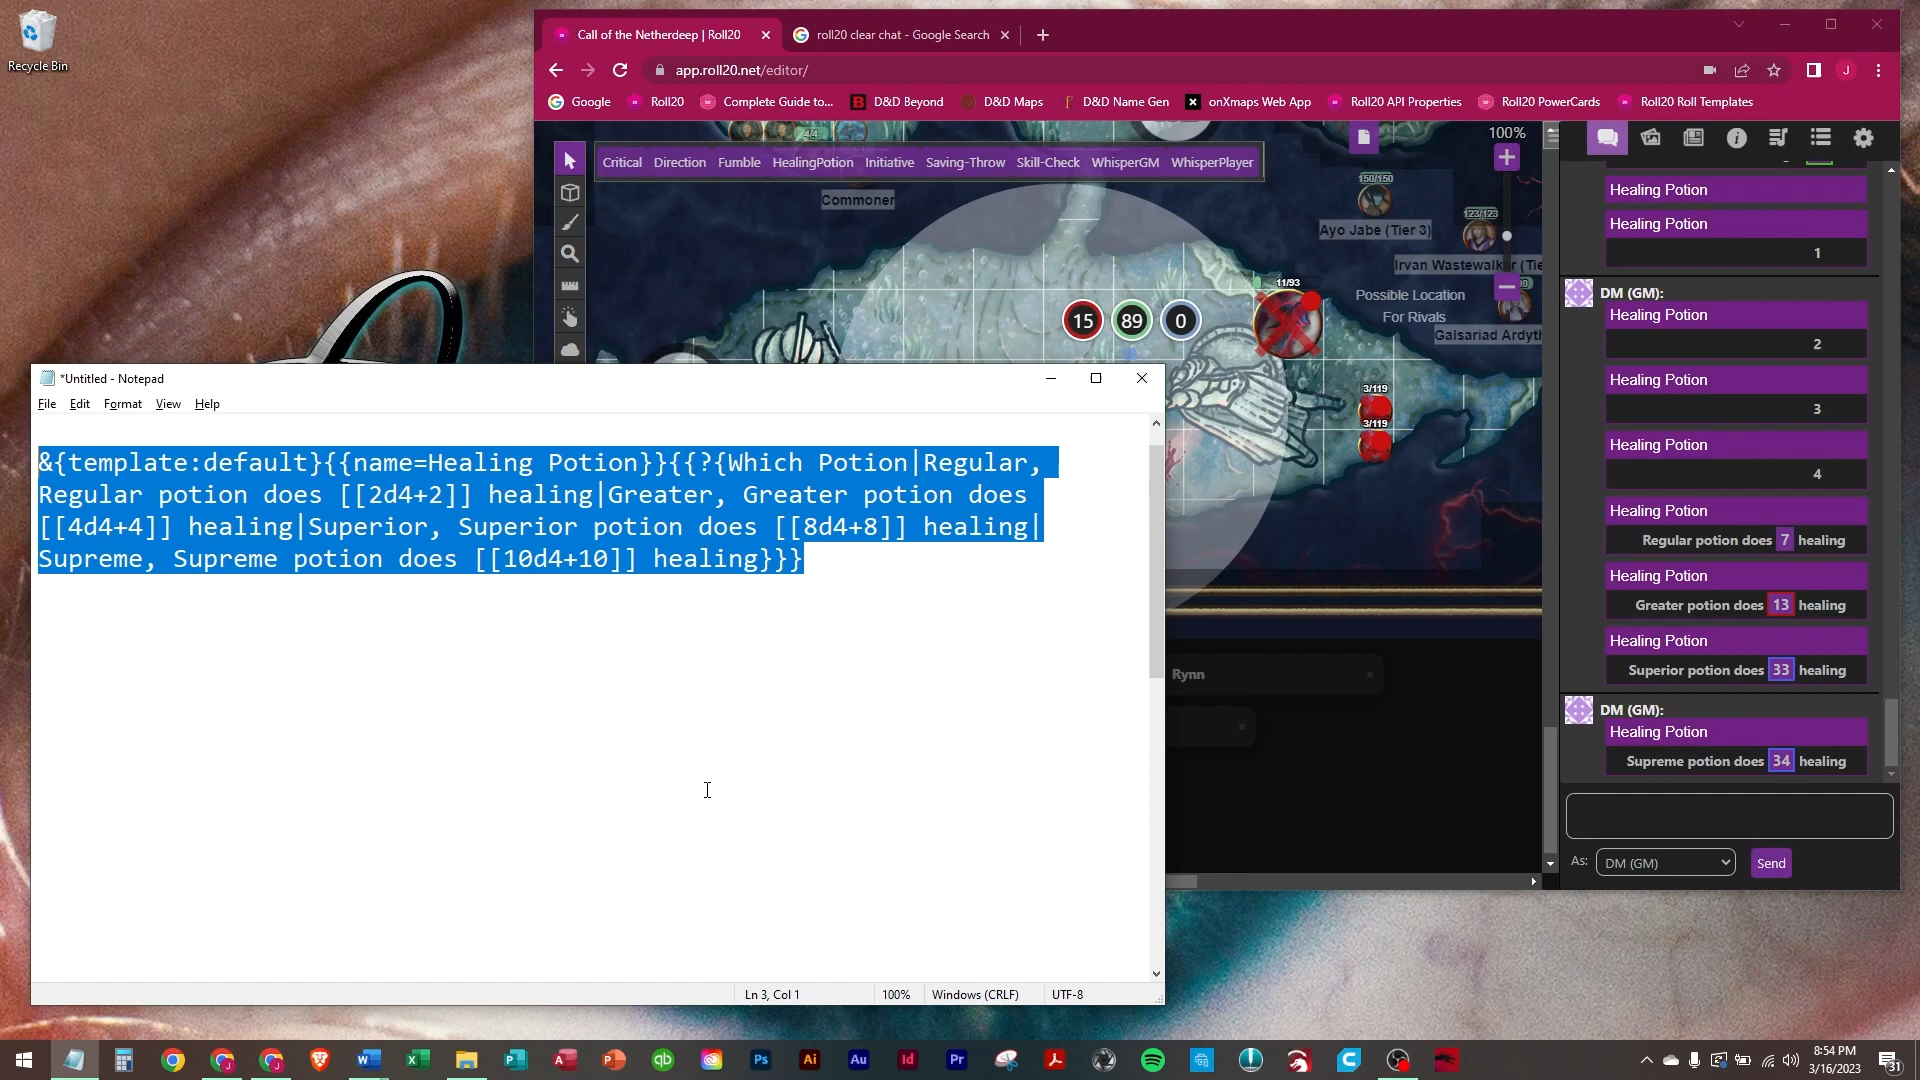 Recycle Bin
Call of the Netherdeep | Roll20
roll20 clear chat - Google Search
app.roll20.net/editor/
J
Google
Roll20
Complete Guide to...
D&D Beyond
D&D Maps
D&D Name Gen
onXmaps Web App
Roll20 API Properties
Roll20 PowerCards
Roll20 Roll Templates
4/4
100%
Critical
Direction
Fumble
HealingPotion
Initiative
Saving-Throw
Skill-Check
WhisperGM
WhisperPlayer
Commoner
150/150
Ayo Jabe (Tier 3)
123/123
Irvan Wastewalker (Tie
11/93
Possible Location
For Rivals
Galsariad Ardyth
15
89
0
3/119
3/119
Rynn
*Untitled - Notepad
File
Edit
Format
View
Help
&{template:default}{{name=Healing Potion}}{{?{Which Potion|Regular,
Regular potion does [[2d4+2]] healing|Greater, Greater potion does
[[4d4+4]] healing|Superior, Superior potion does [[8d4+8]] healing|
Supreme, Supreme potion does [[10d4+10]] healing}}}
Ln 3, Col 1
100%
Windows (CRLF)
UTF-8
Healing Potion
Healing Potion
1
DM (GM):
Healing Potion
2
Healing Potion
3
Healing Potion
4
Healing Potion
Regular potion does 7 healing
Healing Potion
Greater potion does 13 healing
Healing Potion
Superior potion does 33 healing
DM (GM):
Healing Potion
Supreme potion does 34 healing
As:
DM (GM)
Send
8:54 PM
3/16/2023
31